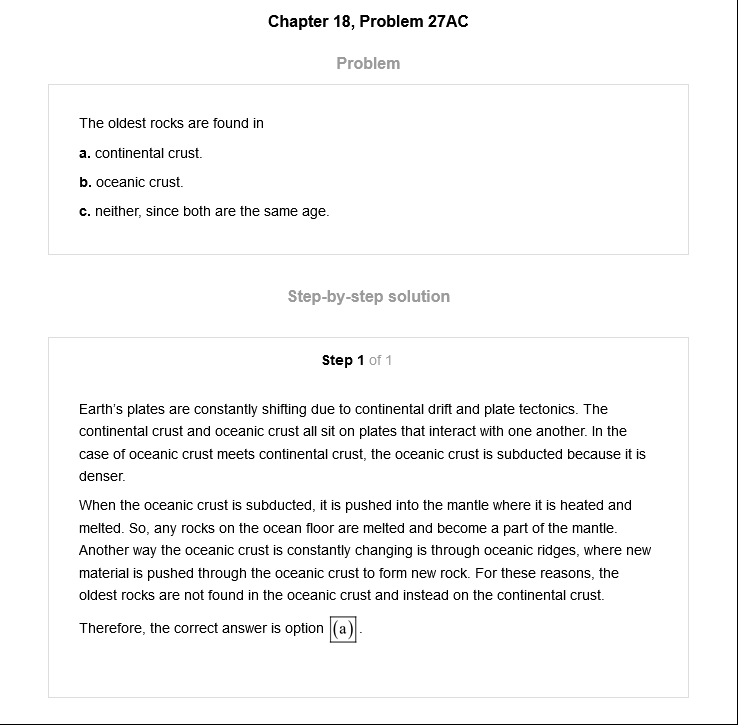 Chapter 18, Problem 27AC
Problem
The oldest rocks are found in
a. continental crust.
b. oceanic crust.
c. neither, since both are the same age.
Step-by-step solution
Step 1 of 1
Earth's plates are constantly shifting due to continental drift and plate tectonics. The
continental crust and oceanic crust all sit on plates that interact with one another. In the
case of oceanic crust meets continental crust, the oceanic crust is subducted because it is
denser.
When the oceanic crust is subducted, it is pushed into the mantle where it is heated and
melted. So, any rocks on the ocean floor are melted and become a part of the mantle.
Another way the oceanic crust is constantly changing is through oceanic ridges, where new
material is pushed through the oceanic crust to form new rock. For these reasons, the
oldest rocks are not found in the oceanic crust and instead on the continental crust.
Therefore, the correct answer is option (a).